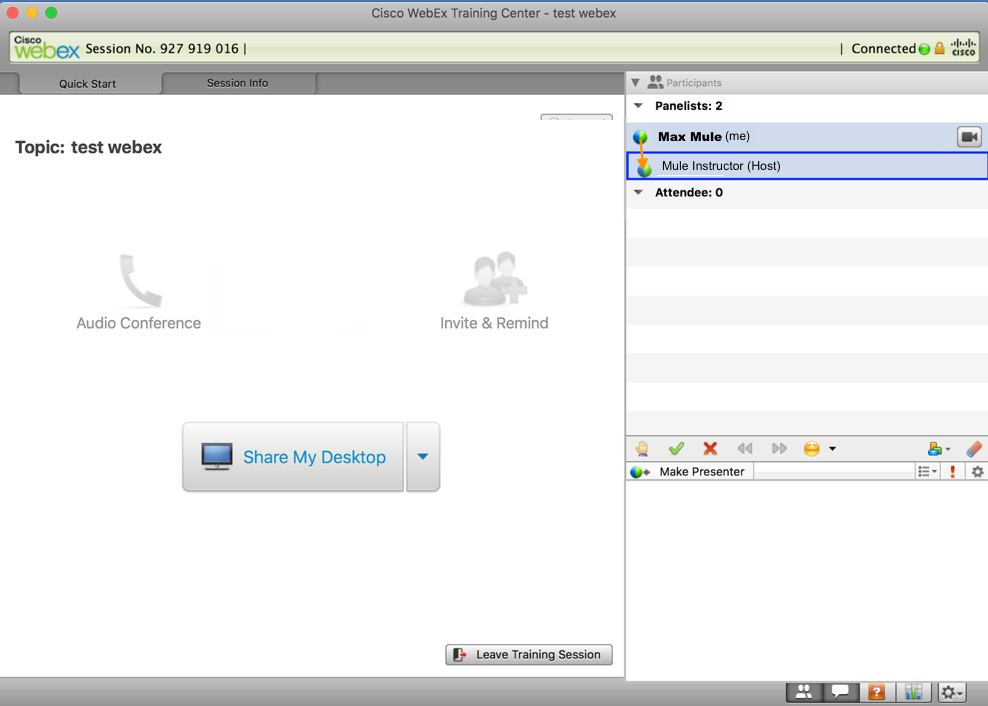 Cisco WebEx Training Center - test webex
Cisco webex Session No. 927 919 016 | | Connected cisco
Quick Start Session Info
Participants
Panelists: 2
Max Mule (me)
Mule Instructor (Host)
Attendee: 0
Topic: test webex
Audio Conference
Invite & Remind
Share My Desktop
Make Presenter
Leave Training Session